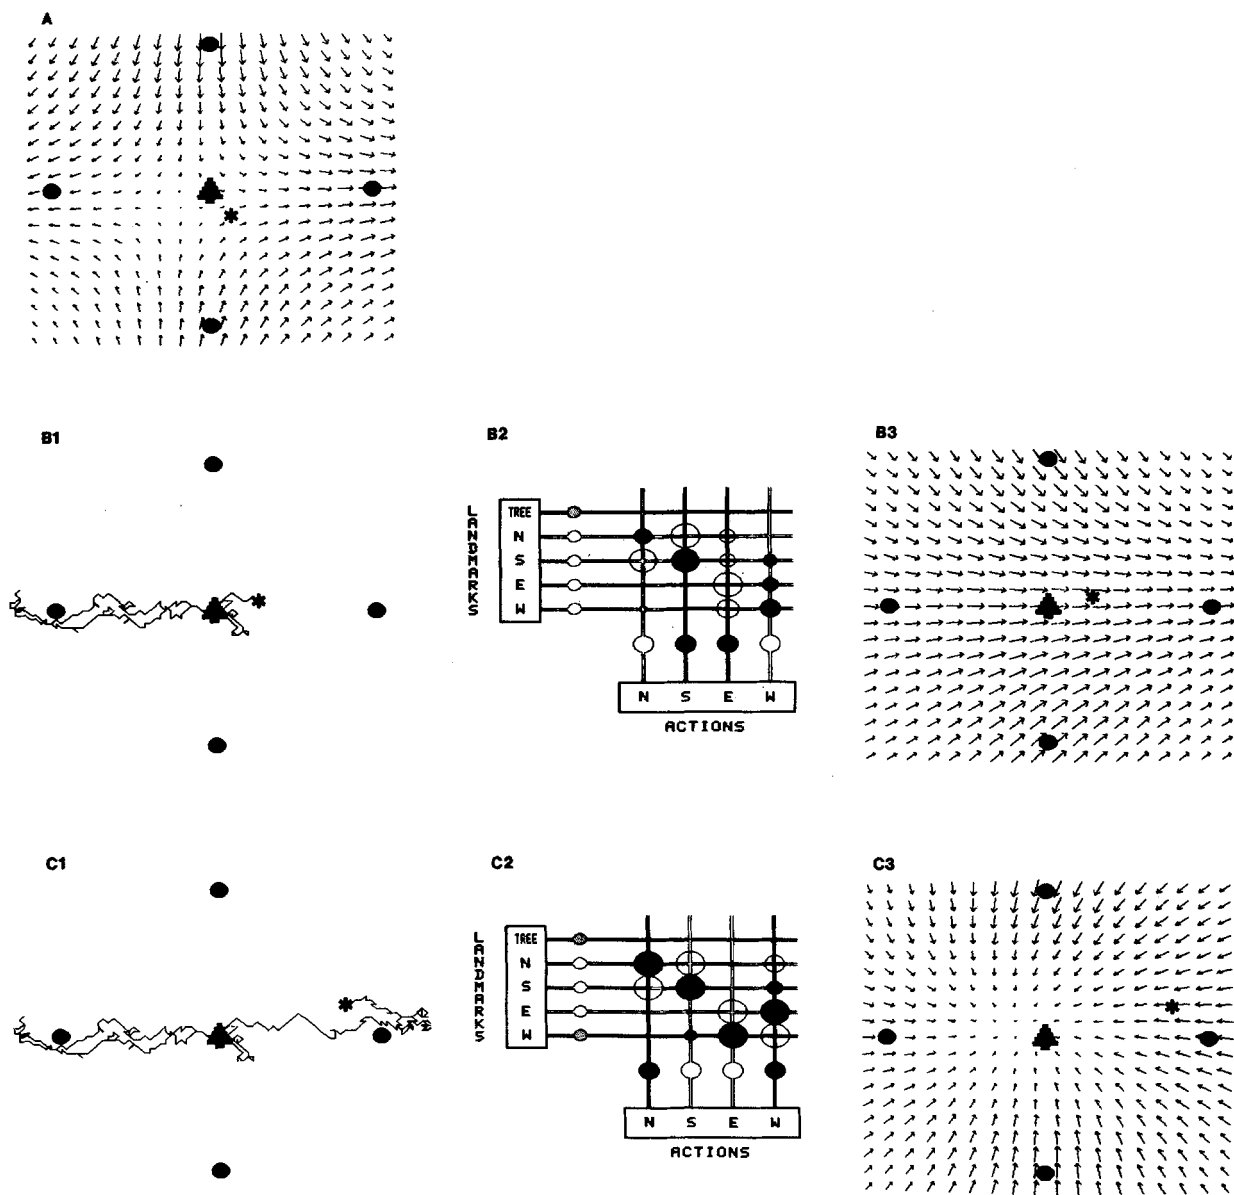 A
B1
B2
B3
LANDMARKS
TREE
N
S
E
W
N S E W
ACTIONS
C1
C2
C3
LANDMARKS
TREE
N
S
E
W
N S E W
ACTIONS